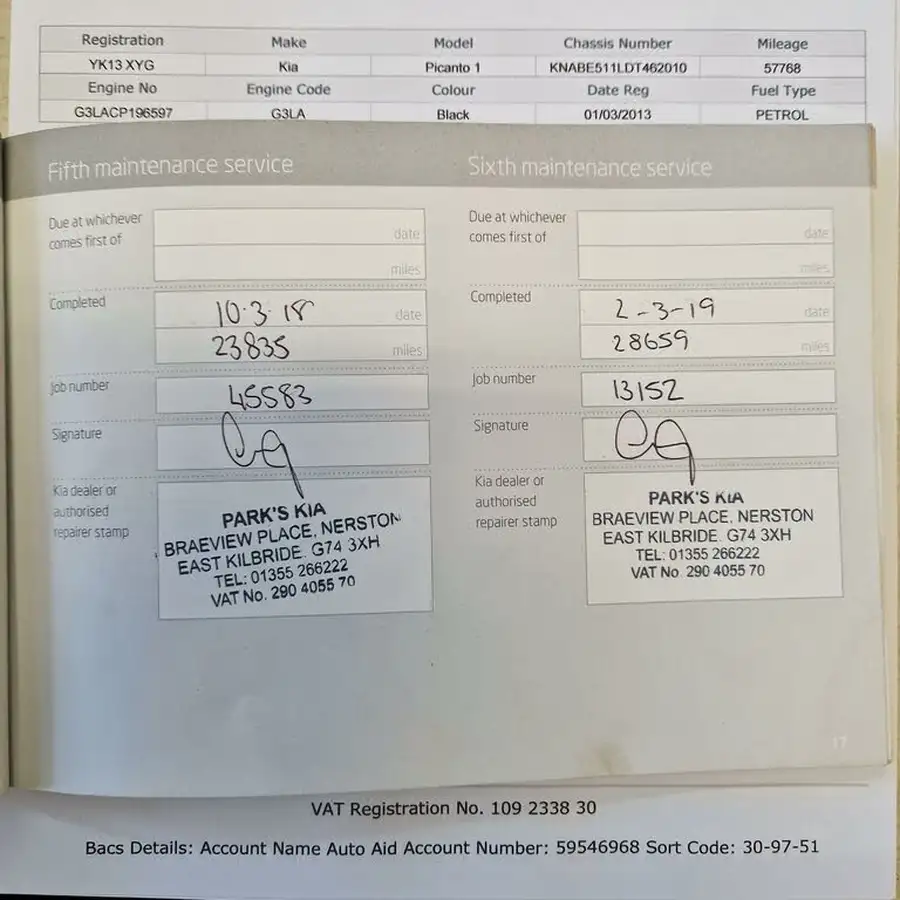 Registration Make Model Chassis Number Mileage
YK13 XYG Kia Picanto 1 KNABE511LDT462010 57768
Engine No Engine Code Colour Date Reg Fuel Type
G3LACP196597 G3LA Black 01/03/2013 PETROL
Fifth maintenance service
Due at whichever
comes first of
date
miles
Completed
10.3.18 date
23835 miles
Job number
45583
Signature
Kia dealer or
authorised
repairer stamp
PARK'S KIA
BRAEVIEW PLACE, NERSTON
EAST KILBRIDE. G74 3XH
TEL: 01355 266222
VAT No. 290 4055 70
Sixth maintenance service
Due at whichever
comes first of
date
miles
Completed
2-3-19 date
28659 miles
Job number
13152
Signature
Kia dealer or
authorised
repairer stamp
PARK'S KIA
BRAEVIEW PLACE, NERSTON
EAST KILBRIDE. G74 3XH
TEL: 01355 266222
VAT No. 290 4055 70
17
VAT Registration No. 109 2338 30
Bacs Details: Account Name Auto Aid Account Number: 59546968 Sort Code: 30-97-51